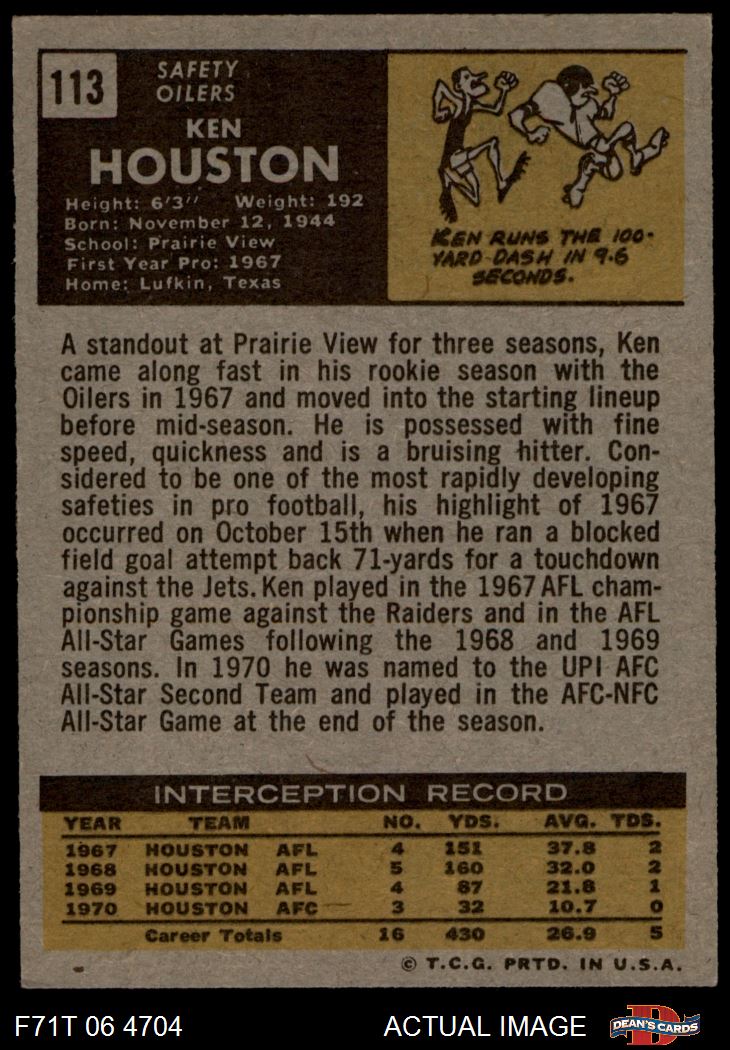 113
SAFETY
OILERS
KEN
HOUSTON
Height: 6'3" Weight: 192
Born: November 12, 1944
School: Prairie View
First Year Pro: 1967
Home: Lufkin, Texas
KEN RUNS THE 100-
YARD DASH IN 9.6
SECONDS.
A standout at Prairie View for three seasons, Ken
came along fast in his rookie season with the
Oilers in 1967 and moved into the starting lineup
before mid-season. He is possessed with fine
speed, quickness and is a bruising hitter. Con-
sidered to be one of the most rapidly developing
safeties in pro football, his highlight of 1967
occurred on October 15th when he ran a blocked
field goal attempt back 71-yards for a touchdown
against the Jets. Ken played in the 1967 AFL cham-
pionship game against the Raiders and in the AFL
All-Star Games following the 1968 and 1969
seasons. In 1970 he was named to the UPI AFC
All-Star Second Team and played in the AFC-NFC
All-Star Game at the end of the season.
INTERCEPTION RECORD
YEAR TEAM NO. YDS. AVG. TDS.
1967 HOUSTON AFL 4 151 37.8 2
1968 HOUSTON AFL 5 160 32.0 2
1969 HOUSTON AFL 4 87 21.8 1
1970 HOUSTON AFC 3 32 10.7 0
Career Totals 16 430 26.9 5
© T.C.G. PRTD. IN U.S.A.
F71T 06 4704 ACTUAL IMAGE DEAN'S CARDS